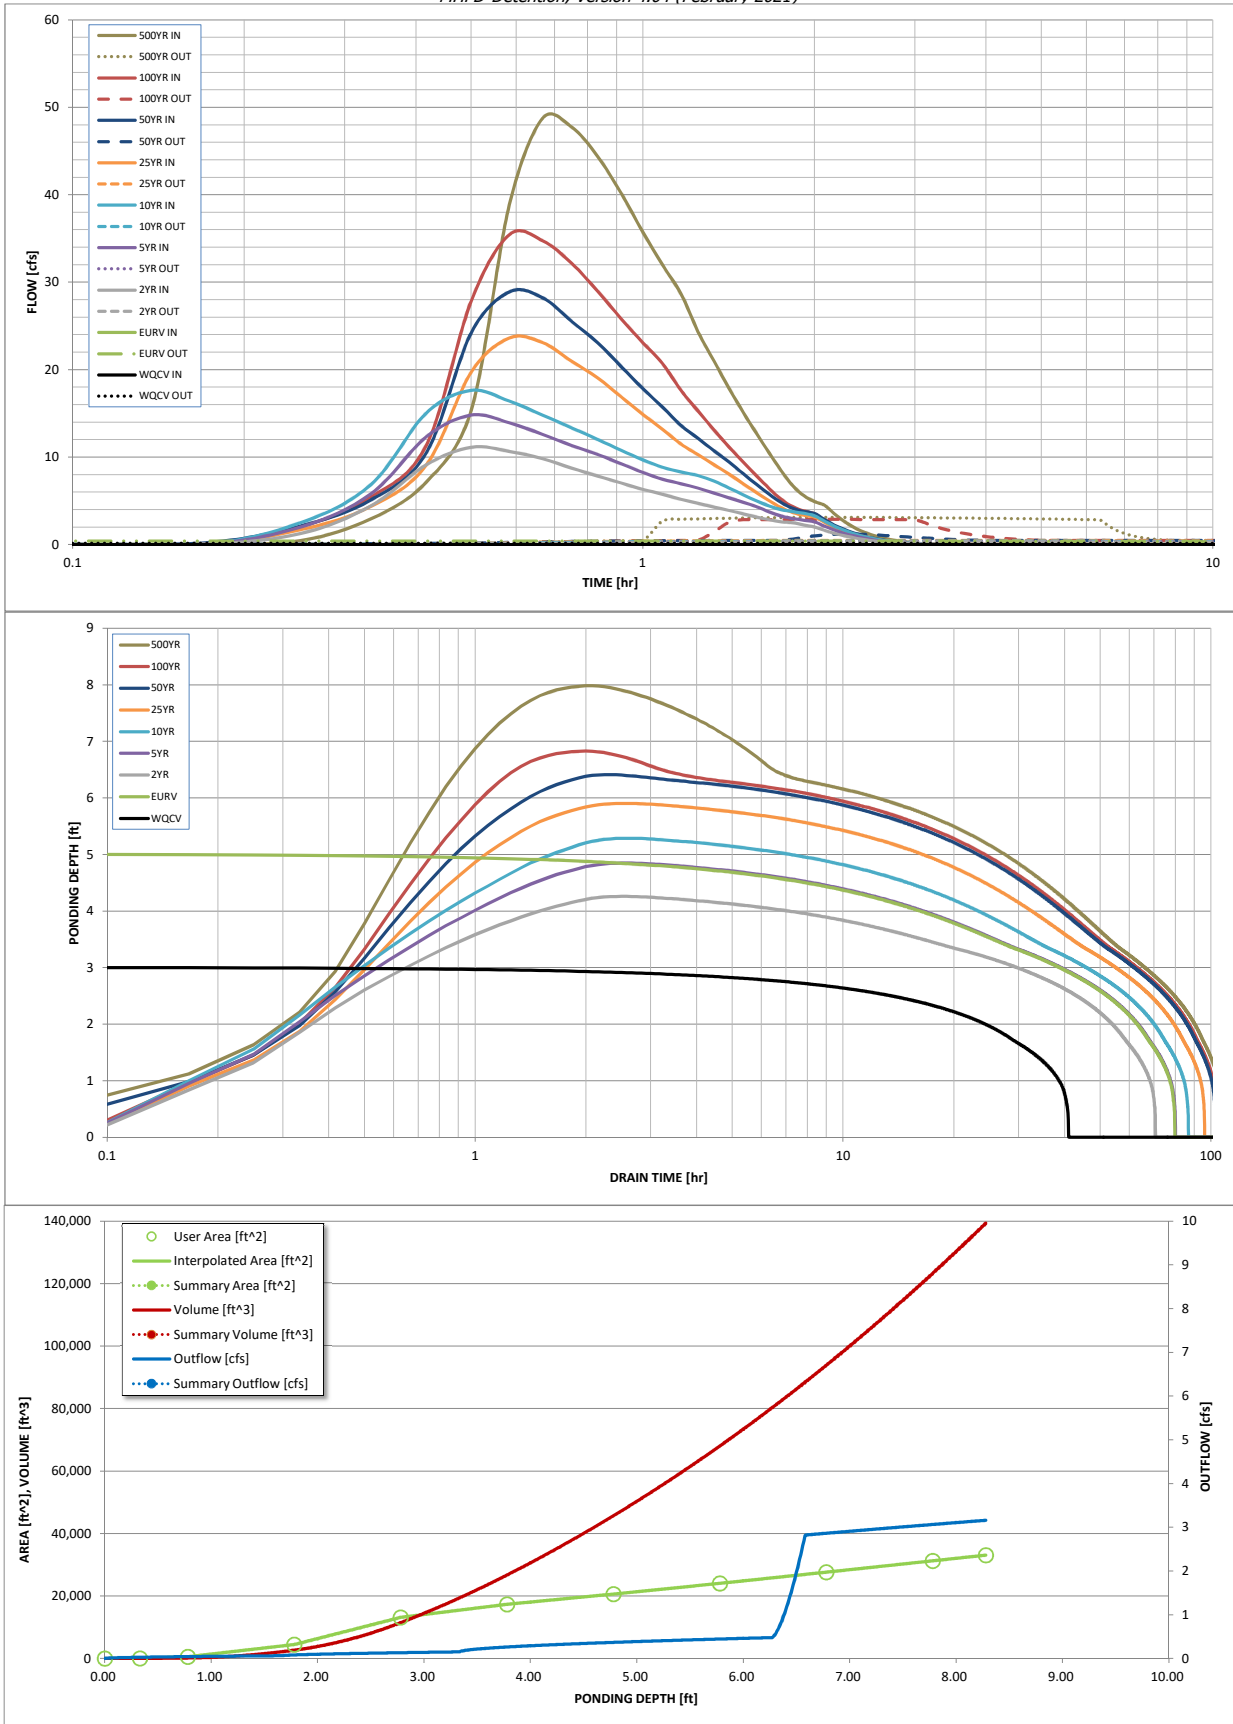 MHFD-Detention, Version 4.04 (February 2021)
60
50
40
30
20
10
0
FLOW [cfs]
500YR IN
500YR OUT
100YR IN
100YR OUT
50YR IN
50YR OUT
25YR IN
25YR OUT
10YR IN
10YR OUT
5YR IN
5YR OUT
2YR IN
2YR OUT
EURV IN
EURV OUT
WQCV IN
WQCV OUT
0.1 1 10
TIME [hr]
9
8
7
6
5
4
3
2
1
0
PONDING DEPTH [ft]
500YR
100YR
50YR
25YR
10YR
5YR
2YR
EURV
WQCV
0.1 1 10 100
DRAIN TIME [hr]
140,000
120,000
100,000
80,000
60,000
40,000
20,000
0
AREA [ft^2], VOLUME [ft^3]
User Area [ft^2]
Interpolated Area [ft^2]
Summary Area [ft^2]
Volume [ft^3]
Summary Volume [ft^3]
Outflow [cfs]
Summary Outflow [cfs]
10
9
8
7
6
5
4
3
2
1
0
OUTFLOW [cfs]
0.00 1.00 2.00 3.00 4.00 5.00 6.00 7.00 8.00 9.00 10.00
PONDING DEPTH [ft]